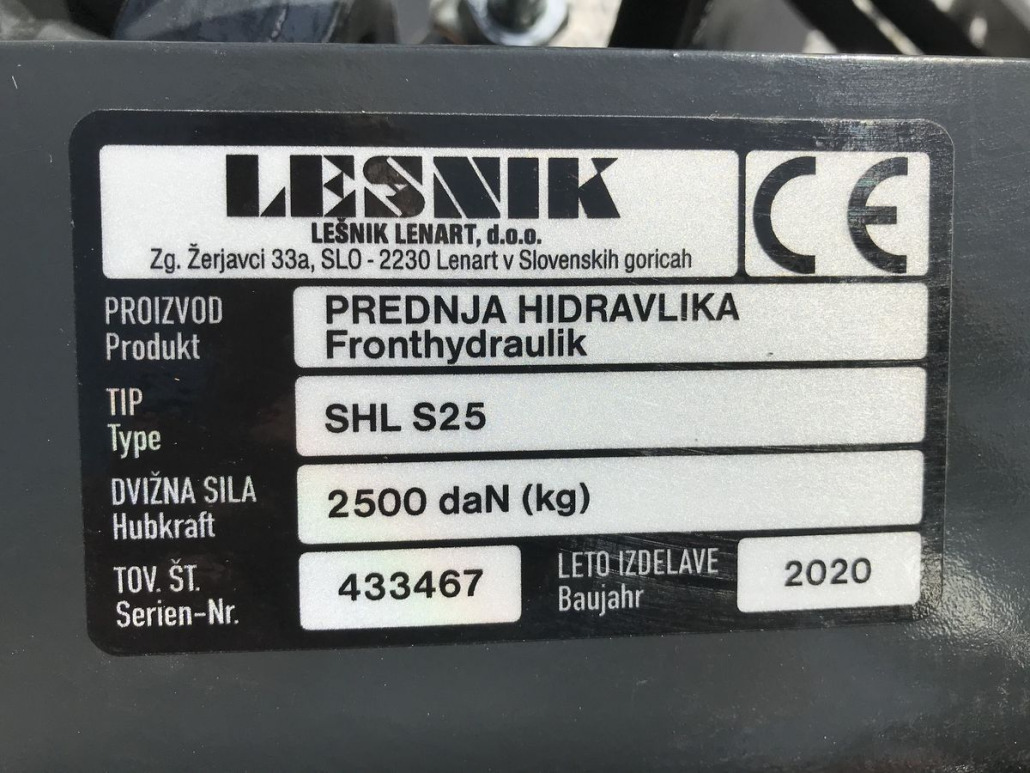 LESNIK
LEŠNIK LENART, d.o.o.
Zg. Žerjavci 33a, SLO - 2230 Lenart v Slovenskih goricah
CE
PROIZVOD
Produkt
PREDNJA HIDRAVLIKA
Fronthydraulik
TIP
Type
SHL S25
DVIŽNA SILA
Hubkraft
2500 daN (kg)
TOV. ŠT.
Serien-Nr.
433467
LETO IZDELAVE
Baujahr
2020